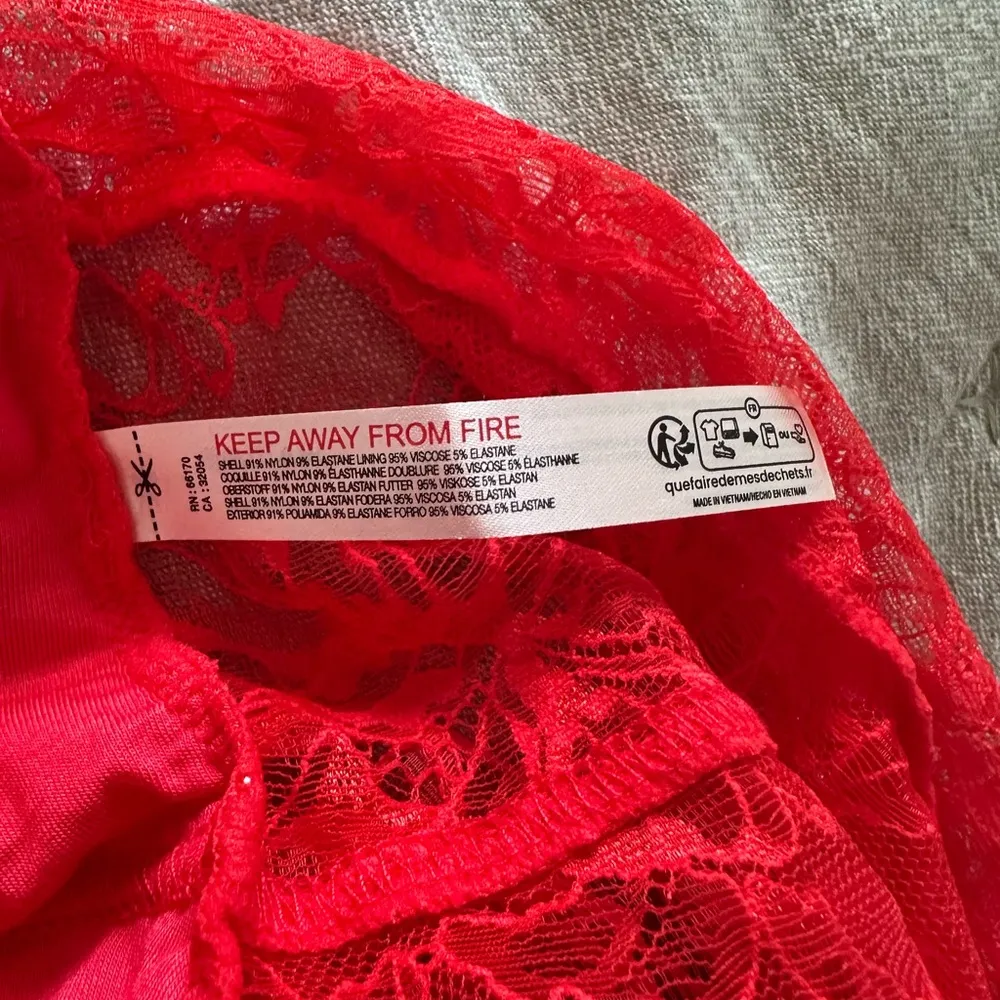 RN : 66170
CA : 32054
KEEP AWAY FROM FIRE
SHELL 91% NYLON 9% ELASTANE LINING 95% VISCOSE 5% ELASTANE
COQUILLE 91% NYLON 9% ÉLASTHANNE DOUBLURE 95% VISCOSE 5% ÉLASTHANNE
OBERSTOFF 91% NYLON 9% ELASTAN FUTTER 95% VISKOSE 5% ELASTAN
SHELL 91% NYLON 9% ELASTAN FODERA 95% VISCOSA 5% ELASTAN
EXTERIOR 91% POLIAMIDA 9% ELASTANE FORRO 95% VISCOSA 5% ELASTANE
FR
OU
quefairedemesdechets.fr
MADE IN VIETNAM/HECHO EN VIETNAM